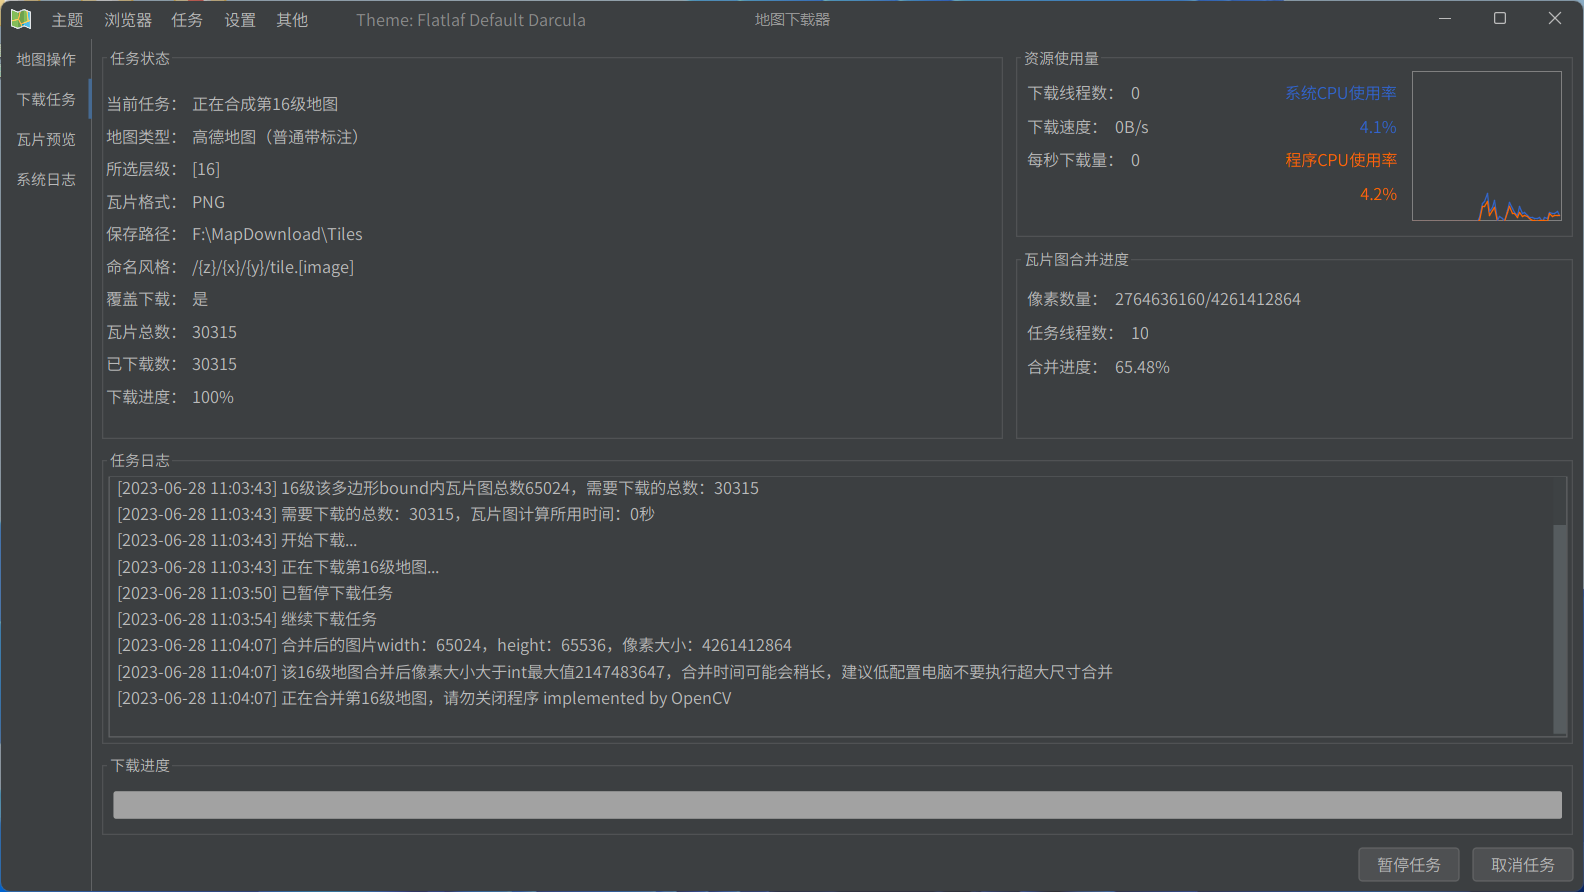 主题 浏览器 任务 设置 其他 Theme: Flatlaf Default Darcula 地图下载器
地图操作
下载任务
瓦片预览
系统日志
任务状态
当前任务： 正在合成第16级地图
地图类型： 高德地图（普通带标注）
所选层级： [16]
瓦片格式： PNG
保存路径： F:\MapDownload\Tiles
命名风格： /{z}/{x}/{y}/tile.[image]
覆盖下载： 是
瓦片总数： 30315
已下载数： 30315
下载进度： 100%
资源使用量
下载线程数： 0
下载速度： 0B/s
每秒下载量： 0
系统CPU使用率
4.1%
程序CPU使用率
4.2%
瓦片图合并进度
像素数量： 2764636160/4261412864
任务线程数： 10
合并进度： 65.48%
任务日志
[2023-06-28 11:03:43] 16级该多边形bound内瓦片图总数65024，需要下载的总数：30315
[2023-06-28 11:03:43] 需要下载的总数：30315，瓦片图计算所用时间：0秒
[2023-06-28 11:03:43] 开始下载...
[2023-06-28 11:03:43] 正在下载第16级地图...
[2023-06-28 11:03:50] 已暂停下载任务
[2023-06-28 11:03:54] 继续下载任务
[2023-06-28 11:04:07] 合并后的图片width：65024，height：65536，像素大小：4261412864
[2023-06-28 11:04:07] 该16级地图合并后像素大小大于int最大值2147483647，合并时间可能会稍长，建议低配置电脑不要执行超大尺寸合并
[2023-06-28 11:04:07] 正在合并第16级地图，请勿关闭程序 implemented by OpenCV
下载进度
暂停任务 取消任务